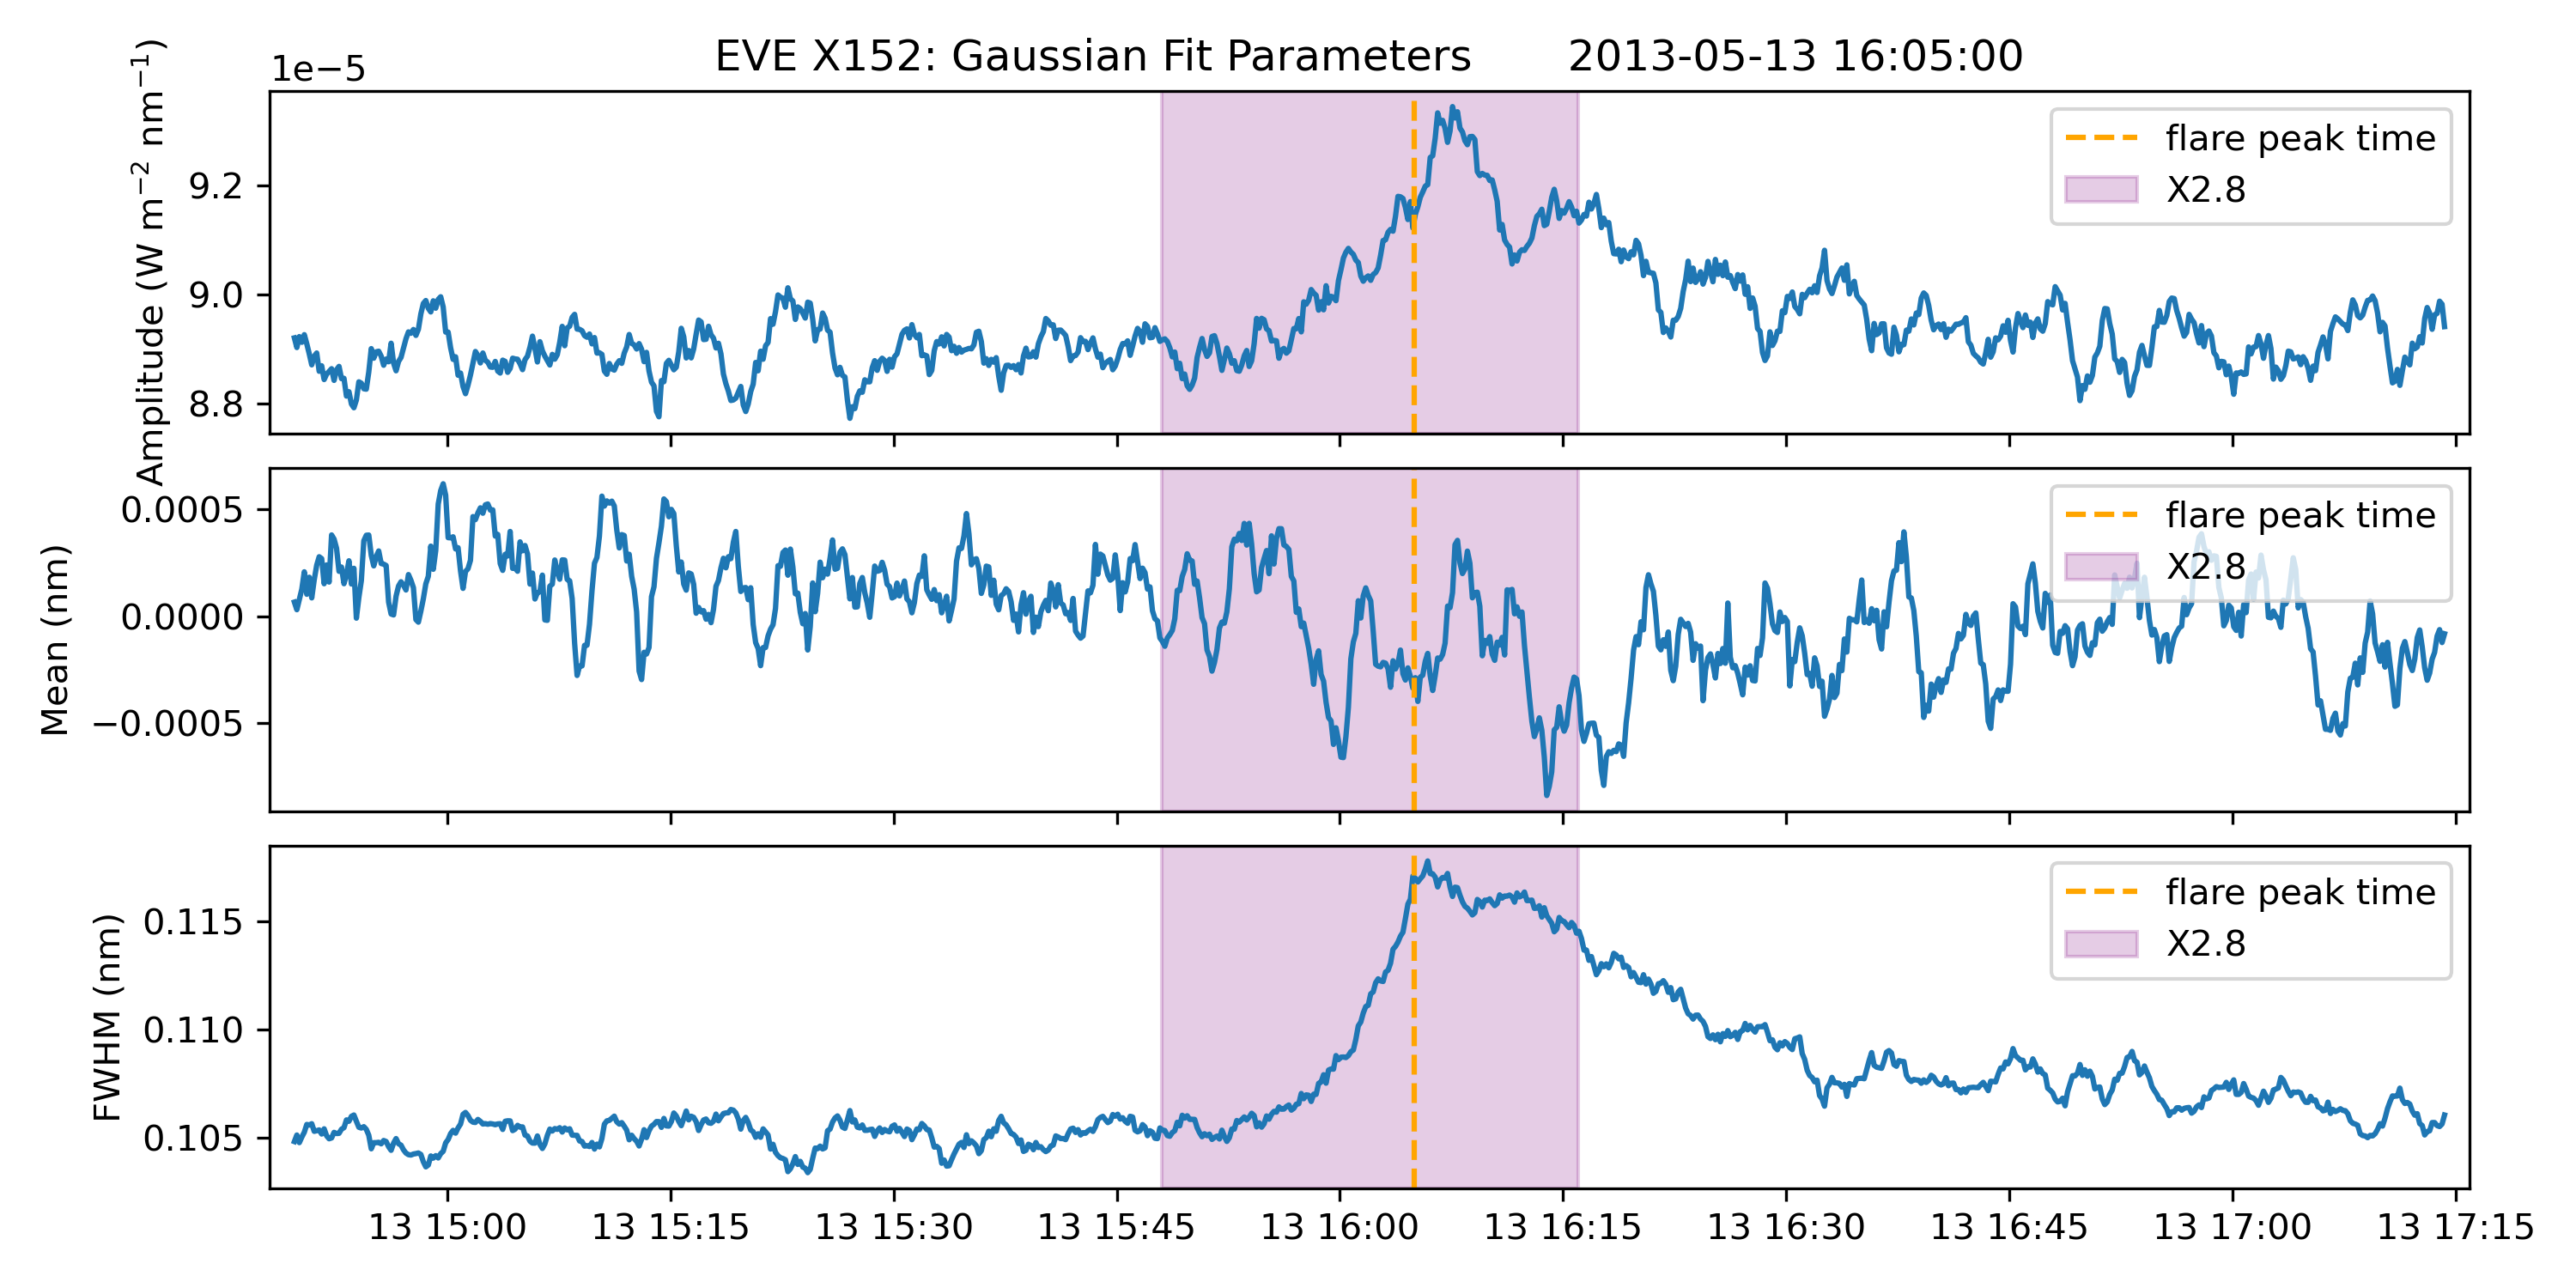 EVE X152: Gaussian Fit Parameters 2013-05-13 16:05:00
1e−5
Amplitude (W m⁻² nm⁻¹)
9.2
9.0
8.8
flare peak time
X2.8
Mean (nm)
0.0005
0.0000
−0.0005
flare peak time
X2.8
FWHM (nm)
0.115
0.110
0.105
flare peak time
X2.8
13 15:00 13 15:15 13 15:30 13 15:45 13 16:00 13 16:15 13 16:30 13 16:45 13 17:00 13 17:15